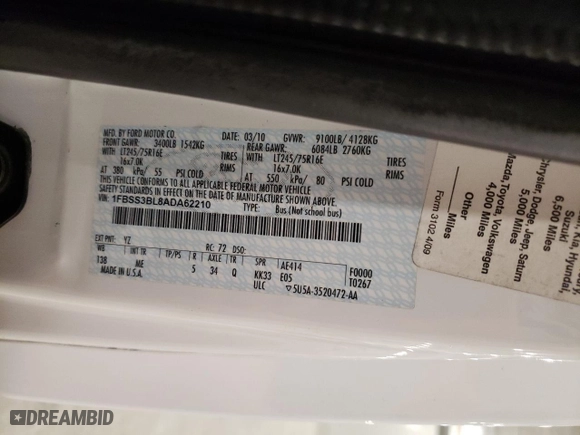 MFD. BY FORD MOTOR CO.
DATE: 03/10 GVWR: 9100LB/ 4128KG
FRONT GAWR: 3400LB 1542KG REAR GAWR: 6084LB 2760KG
WITH LT245/75R16E TIRES WITH LT245/75R16E TIRES
16x7.0K 16x7.0K
AT 380 kPa/ 55 PSI COLD AT 550 kPa/ 80 PSI COLD
THIS VEHICLE CONFORMS TO ALL APPLICABLE FEDERAL MOTOR VEHICLE
SAFETY STANDARDS IN EFFECT ON THE DATE OF MANUFACTURE SHOWN ABOVE.
VIN: 1FBSS3BL8ADA62210
TYPE: Bus (Not school bus)
EXT PNT: YZ RC: 72 DSO:
WB INT TR R AXLE TR SPR AE414 F0000
138 ME 5 34 Q KK33 E05 T0267
MADE IN U.S.A. ULC ▽5U5A-3520472-AA
Kia, Hyundai,
Suzuki
6,500 Miles
Chrysler, Dodge, Jeep, Saturn
5,000 Miles
Mazda, Toyota, Volkswagen
4,000 Miles
Other
Miles
Form 3102 4/09
DREAMBID